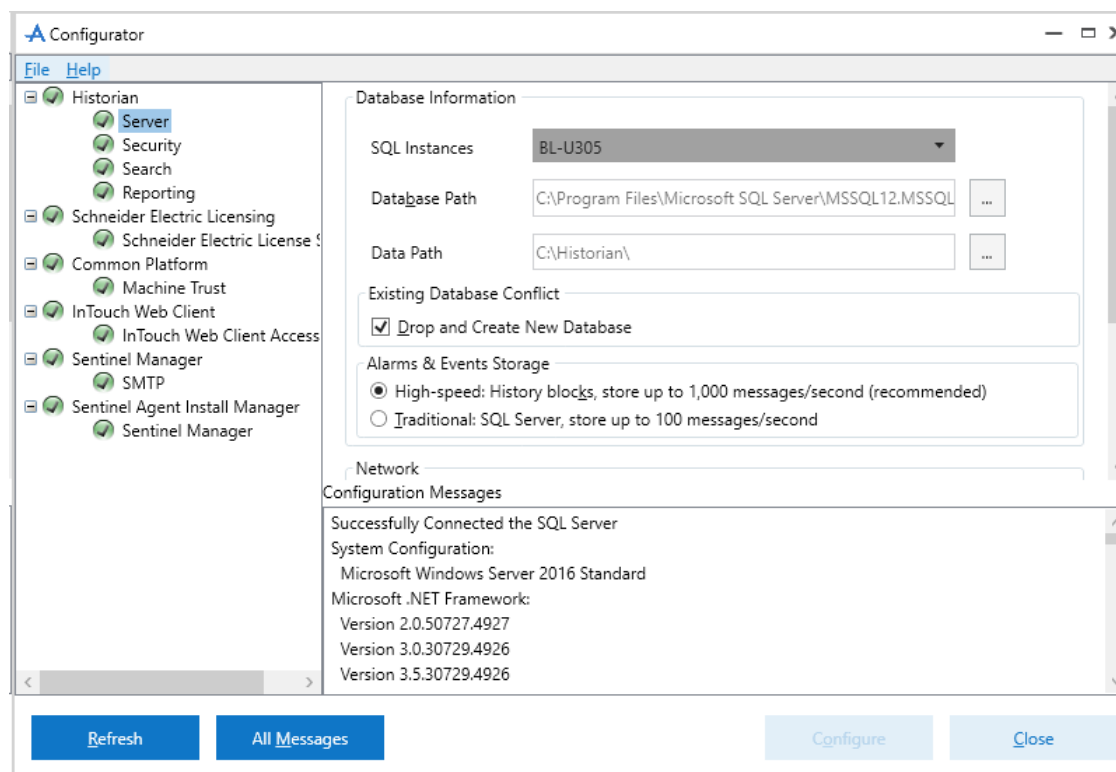 Configurator
File Help
Historian
Server
Security
Search
Reporting
Schneider Electric Licensing
Schneider Electric License S
Common Platform
Machine Trust
InTouch Web Client
InTouch Web Client Access
Sentinel Manager
SMTP
Sentinel Agent Install Manager
Sentinel Manager
Database Information
SQL Instances BL-U305
Database Path C:\Program Files\Microsoft SQL Server\MSSQL12.MSSQL ...
Data Path C:\Historian\ ...
Existing Database Conflict
Drop and Create New Database
Alarms & Events Storage
High-speed: History blocks, store up to 1,000 messages/second (recommended)
Traditional: SQL Server, store up to 100 messages/second
Network
Configuration Messages
Successfully Connected the SQL Server
System Configuration:
Microsoft Windows Server 2016 Standard
Microsoft .NET Framework:
Version 2.0.50727.4927
Version 3.0.30729.4926
Version 3.5.30729.4926
Refresh All Messages Configure Close